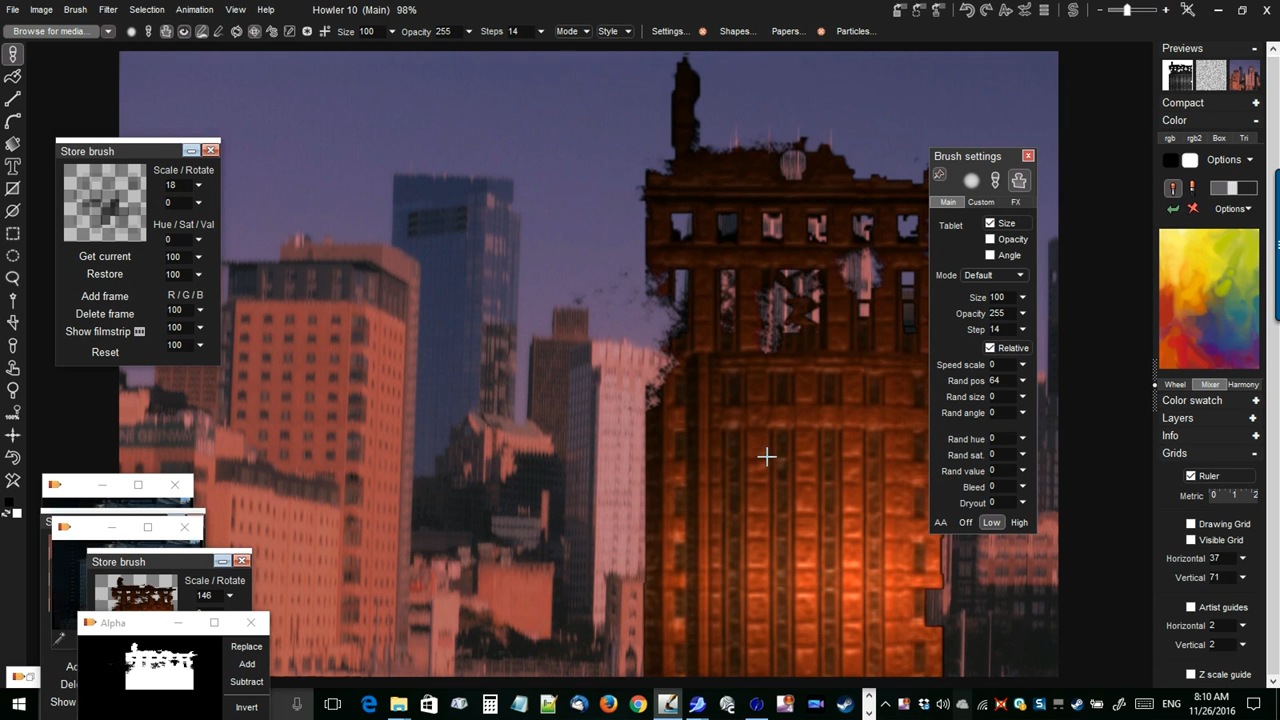 File Brush Image Filter Selection Animation View Help Howler 10 (Main) 98%
Browse for media... Size 100 Opacity 255 Steps 14 Mode Style Settings... Shapes... Papers... Particles...
Store brush
Scale / Rotate
18
0
Hue / Sat / Val
0
Get current 100
Restore 100
Add frame R / G / B
Delete frame 100
Show filmstrip 100
Reset 100
100%
Store brush
Scale / Rotate
146
Alpha
Replace
Add
Subtract
Invert
Ad
Del
Show
Brush settings
Main Custom FX
Tablet Size
Opacity
Angle
Mode Default
Size 100
Opacity 255
Step 14
Relative
Speed scale 0
Rand pos 64
Rand size 0
Rand angle 0
Rand hue 0
Rand sat. 0
Rand value 0
Bleed 0
Dryout 0
AA Off Low High
Previews
Compact
Color
rgb rgb2 Box Tri
Options
Options
Wheel Mixer Harmony
Color swatch
Layers
Info
Grids
Ruler
Metric 0 1 2
Drawing Grid
Visible Grid
Horizontal 37
Vertical 71
Artist guides
Horizontal 2
Vertical 2
Z scale guide
8:10 AM
11/26/2016